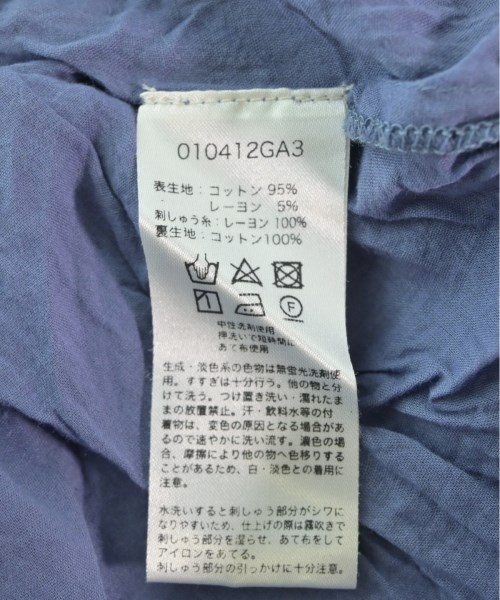 010412GA3
表生地：コットン 95%
レーヨン 5%
刺しゅう糸：レーヨン 100%
裏生地：コットン100%
F
中性洗剤使用
押洗いで短時間に
あて布使用
生成・淡色系の色物は無蛍光洗剤使
用。すすぎは十分行う。他の物と分
けて洗う。つけ置き洗い・濡れたま
まの放置禁止。汗・飲料水等の付
着物は、変色の原因となる場合があ
るので速やかに洗い流す。濃色の場
合、摩擦により他の物へ色移りする
ことがあるため、白・淡色との着用に
注意。
水洗いすると刺しゅう部分がシワに
なりやすいため、仕上げの際は霧吹きで
刺しゅう部分を湿らせ、あて布をして
アイロンをあてる。
刺しゅう部分の引っかけに十分注意。